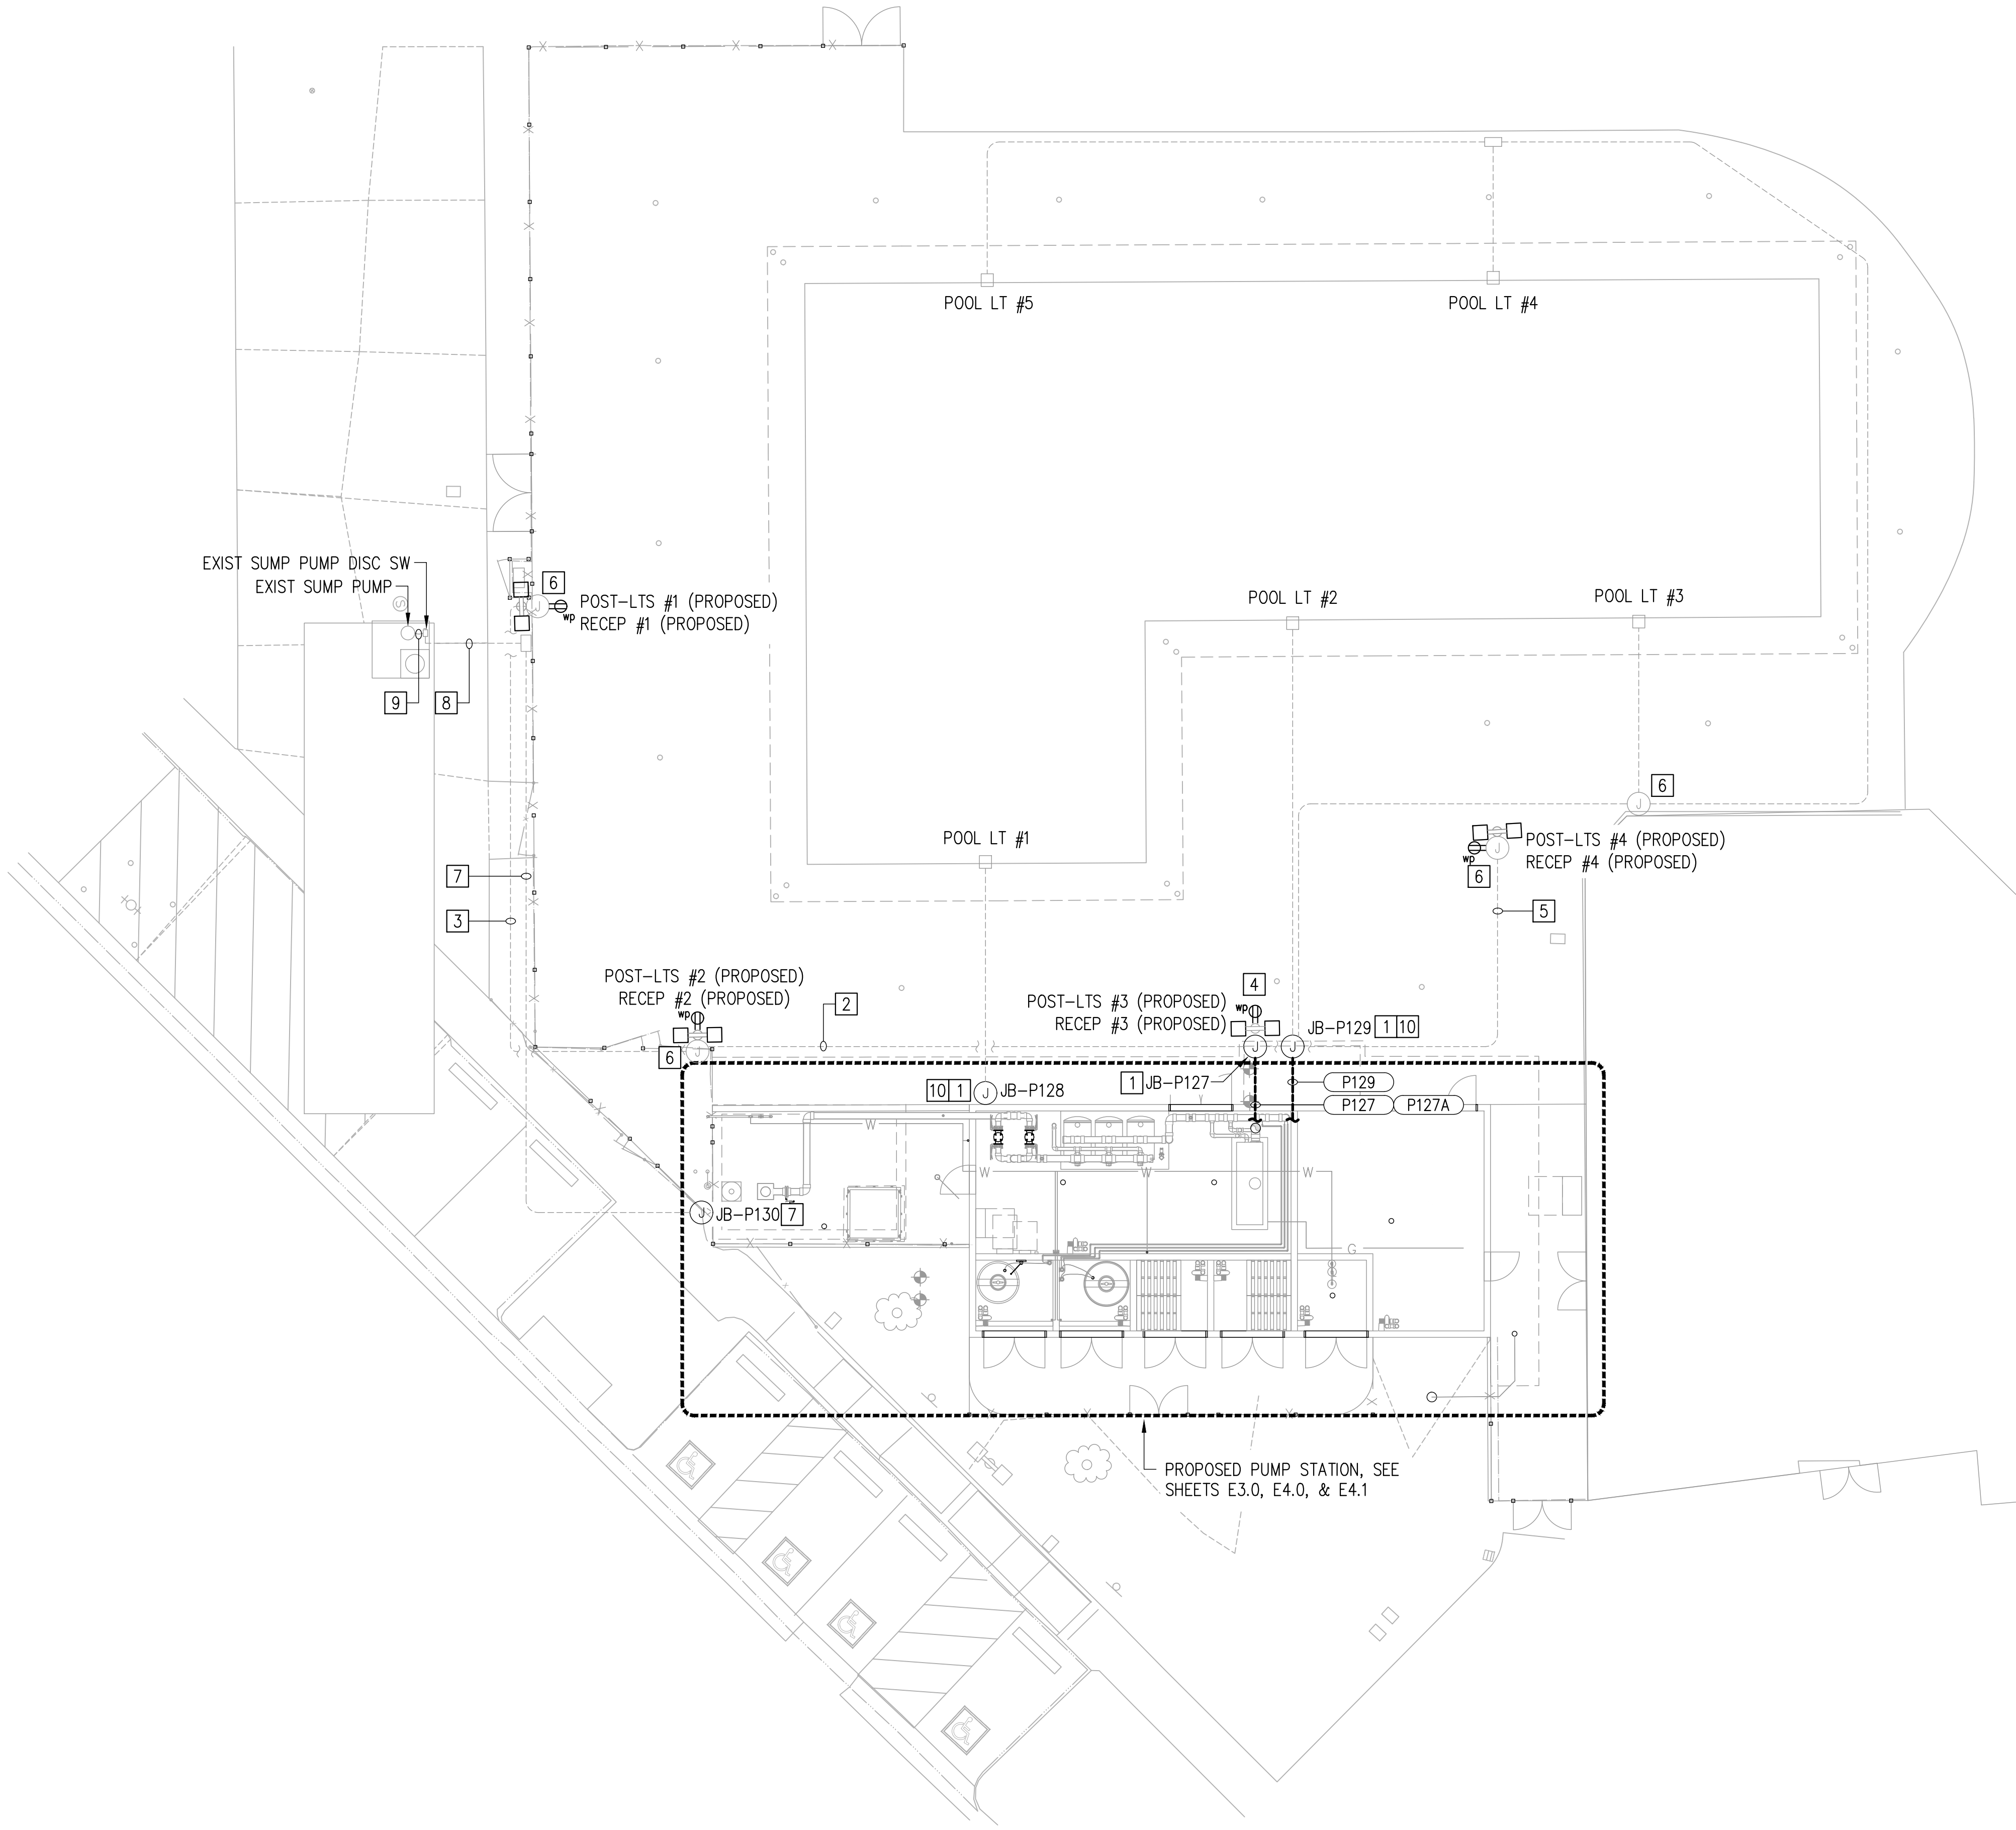 POOL LT #5
POOL LT #4
EXIST SUMP PUMP DISC SW
EXIST SUMP PUMP
S
6
J
wp
POST-LTS #1 (PROPOSED)
RECEP #1 (PROPOSED)
POOL LT #2
POOL LT #3
9
8
6
J
POOL LT #1
POST-LTS #4 (PROPOSED)
RECEP #4 (PROPOSED)
wp
J
6
7
3
5
POST-LTS #2 (PROPOSED)
RECEP #2 (PROPOSED)
wp
2
4
POST-LTS #3 (PROPOSED)
RECEP #3 (PROPOSED)
wp
JB-P129
1 10
6
J
J
J
10 1
J
JB-P128
1
JB-P127
P129
P127
P127A
W
W
W
W
J
JB-P130
7
G
PROPOSED PUMP STATION, SEE
SHEETS E3.0, E4.0, & E4.1